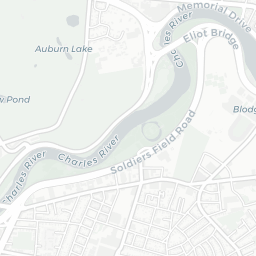 Memorial Drive
Eliot Bridge
Charles River
Auburn Lake
w Pond
Blodg
Soldiers Field Road
Charles River
Charles River